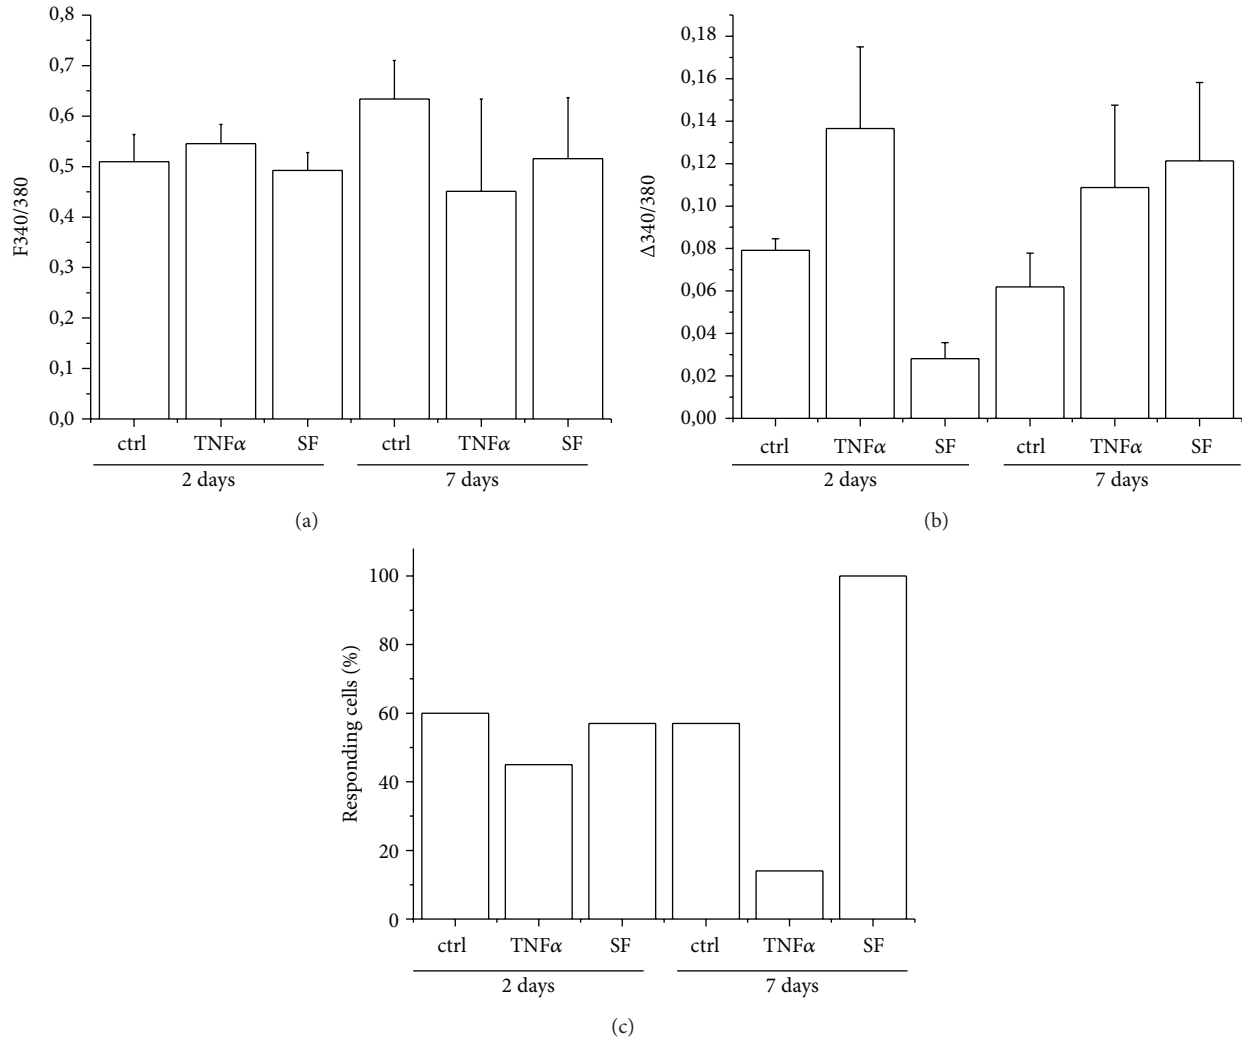 0,8
0,7
0,6
0,5
0,4
0,3
0,2
0,1
0,0
F340/380
ctrl TNFα SF ctrl TNFα SF
2 days 7 days
(a)
0,18
0,16
0,14
0,12
0,10
0,08
0,06
0,04
0,02
0,00
Δ340/380
ctrl TNFα SF ctrl TNFα SF
2 days 7 days
(b)
100
80
60
40
20
0
Responding cells (%)
ctrl TNFα SF ctrl TNFα SF
2 days 7 days
(c)